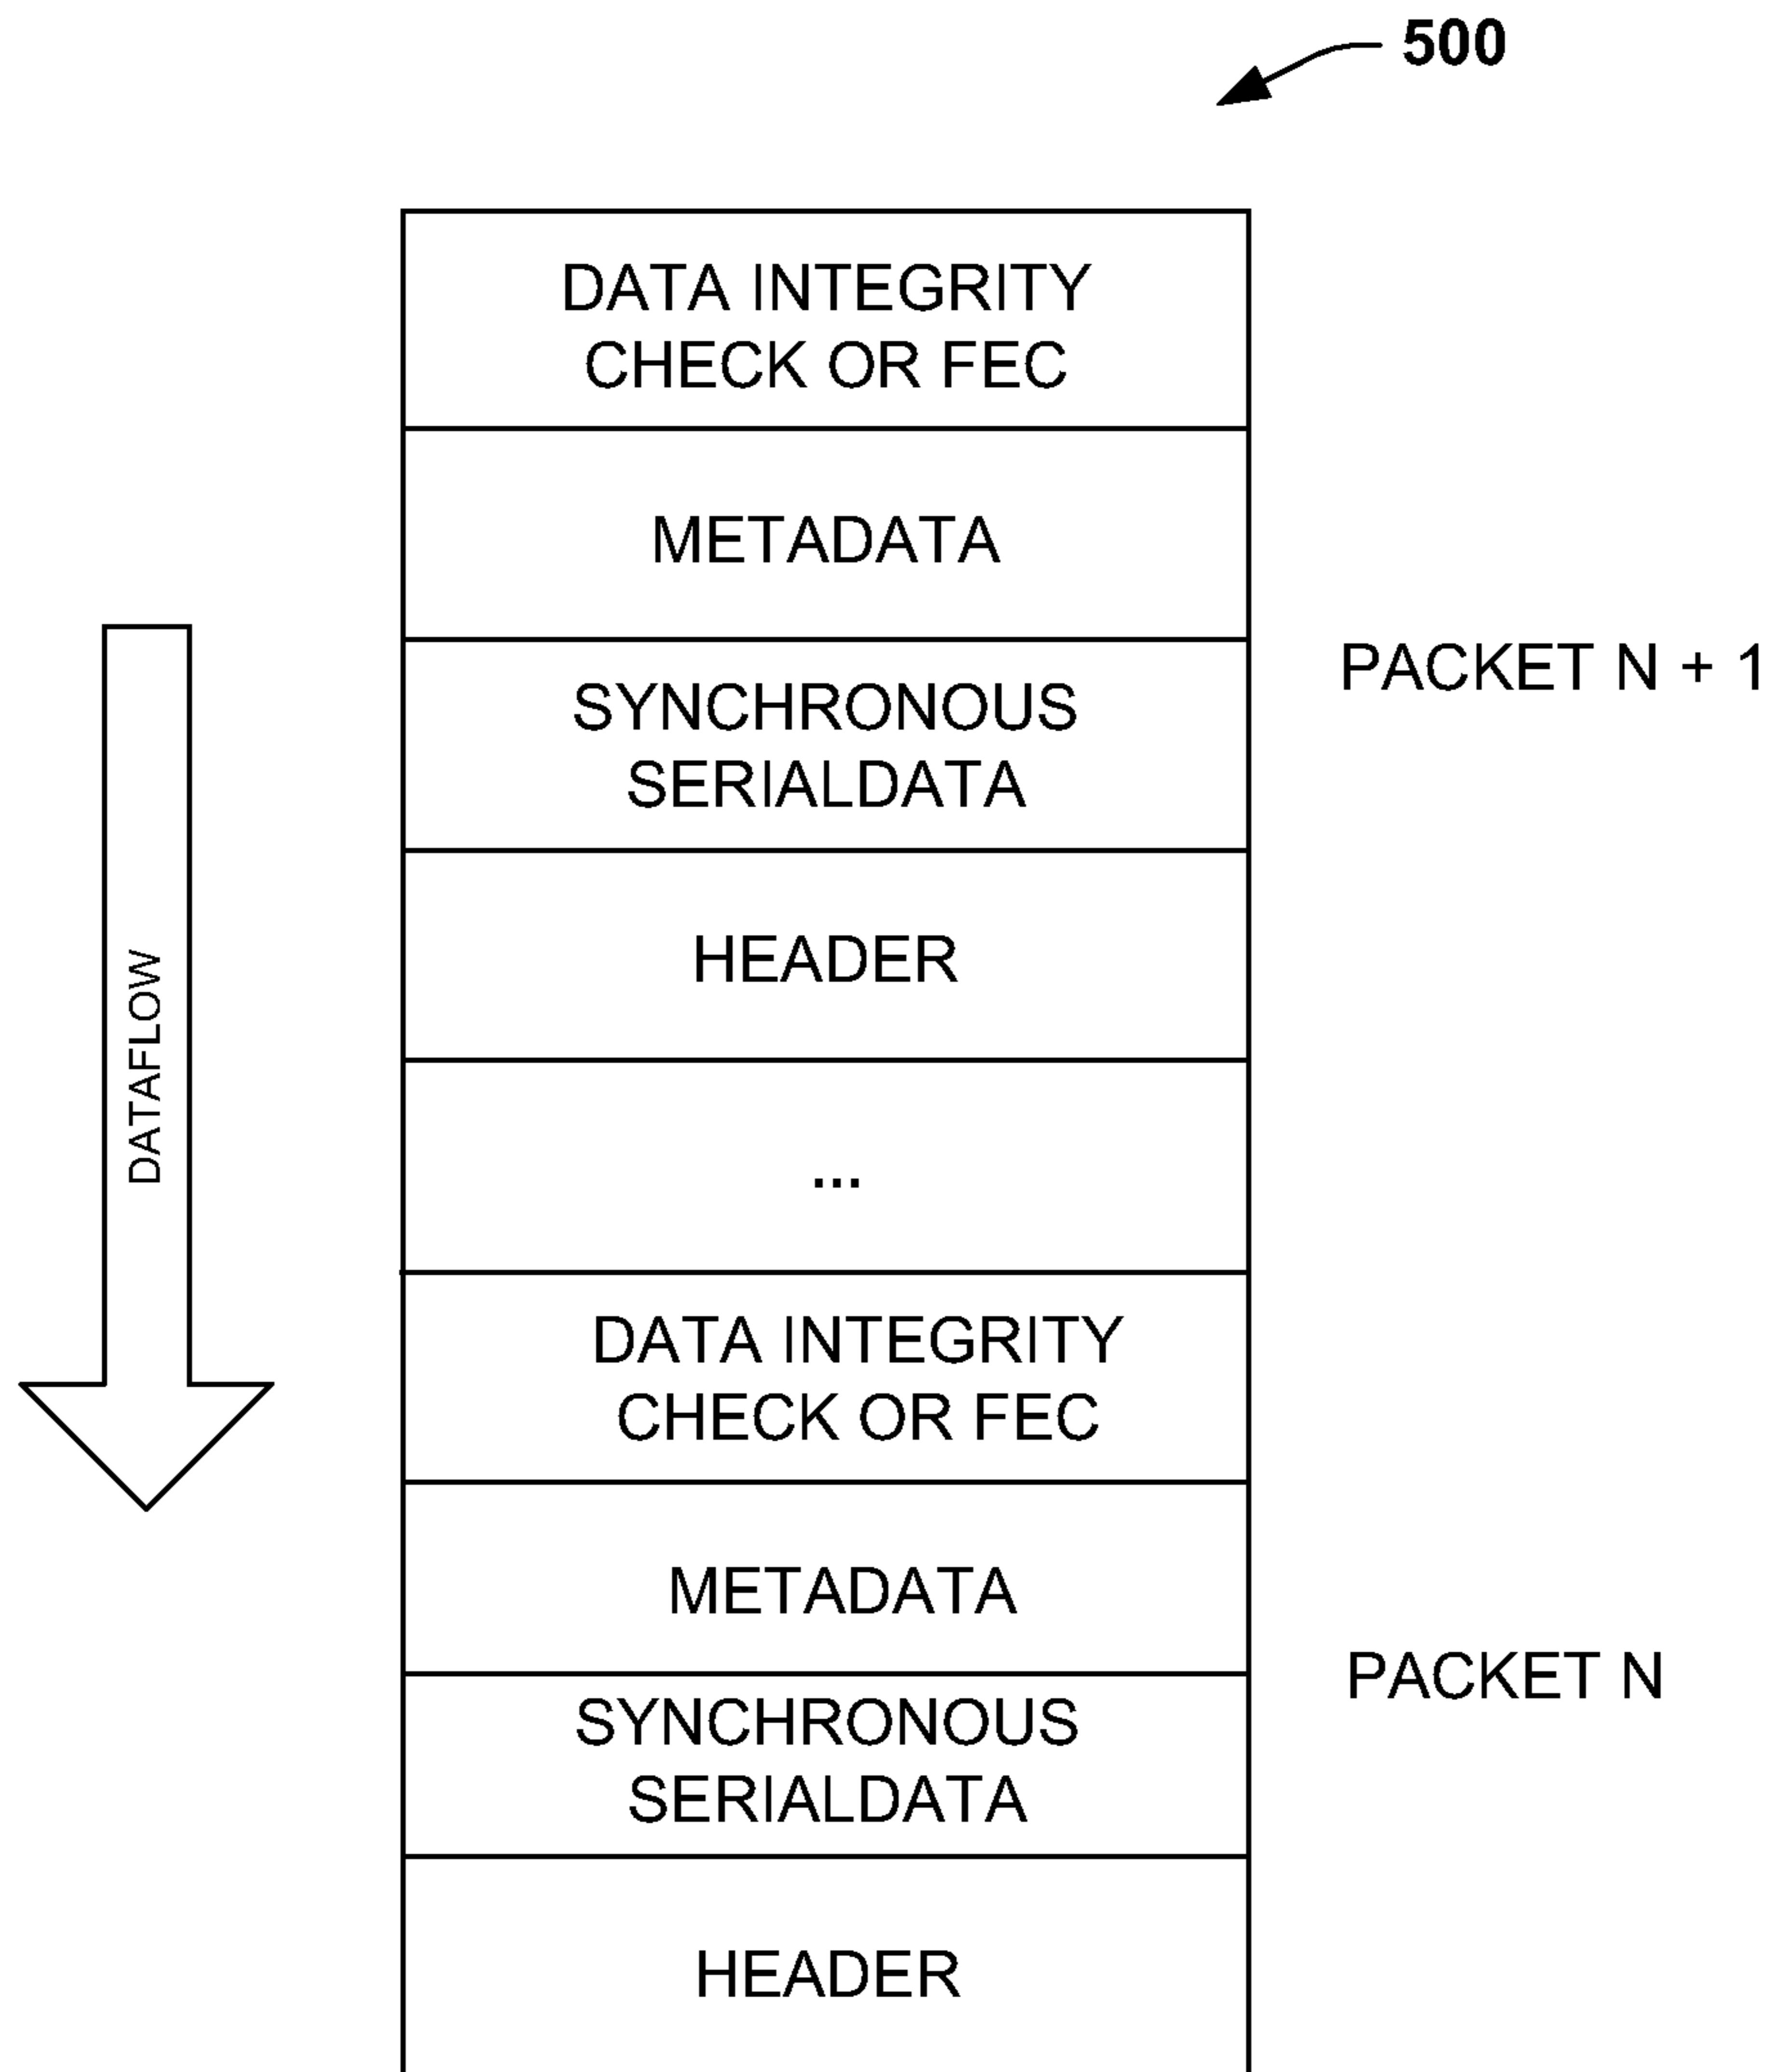 500
DATA INTEGRITY
CHECK OR FEC
METADATA
PACKET N + 1
SYNCHRONOUS
SERIALDATA
HEADER
DATAFLOW
...
DATA INTEGRITY
CHECK OR FEC
METADATA
PACKET N
SYNCHRONOUS
SERIALDATA
HEADER